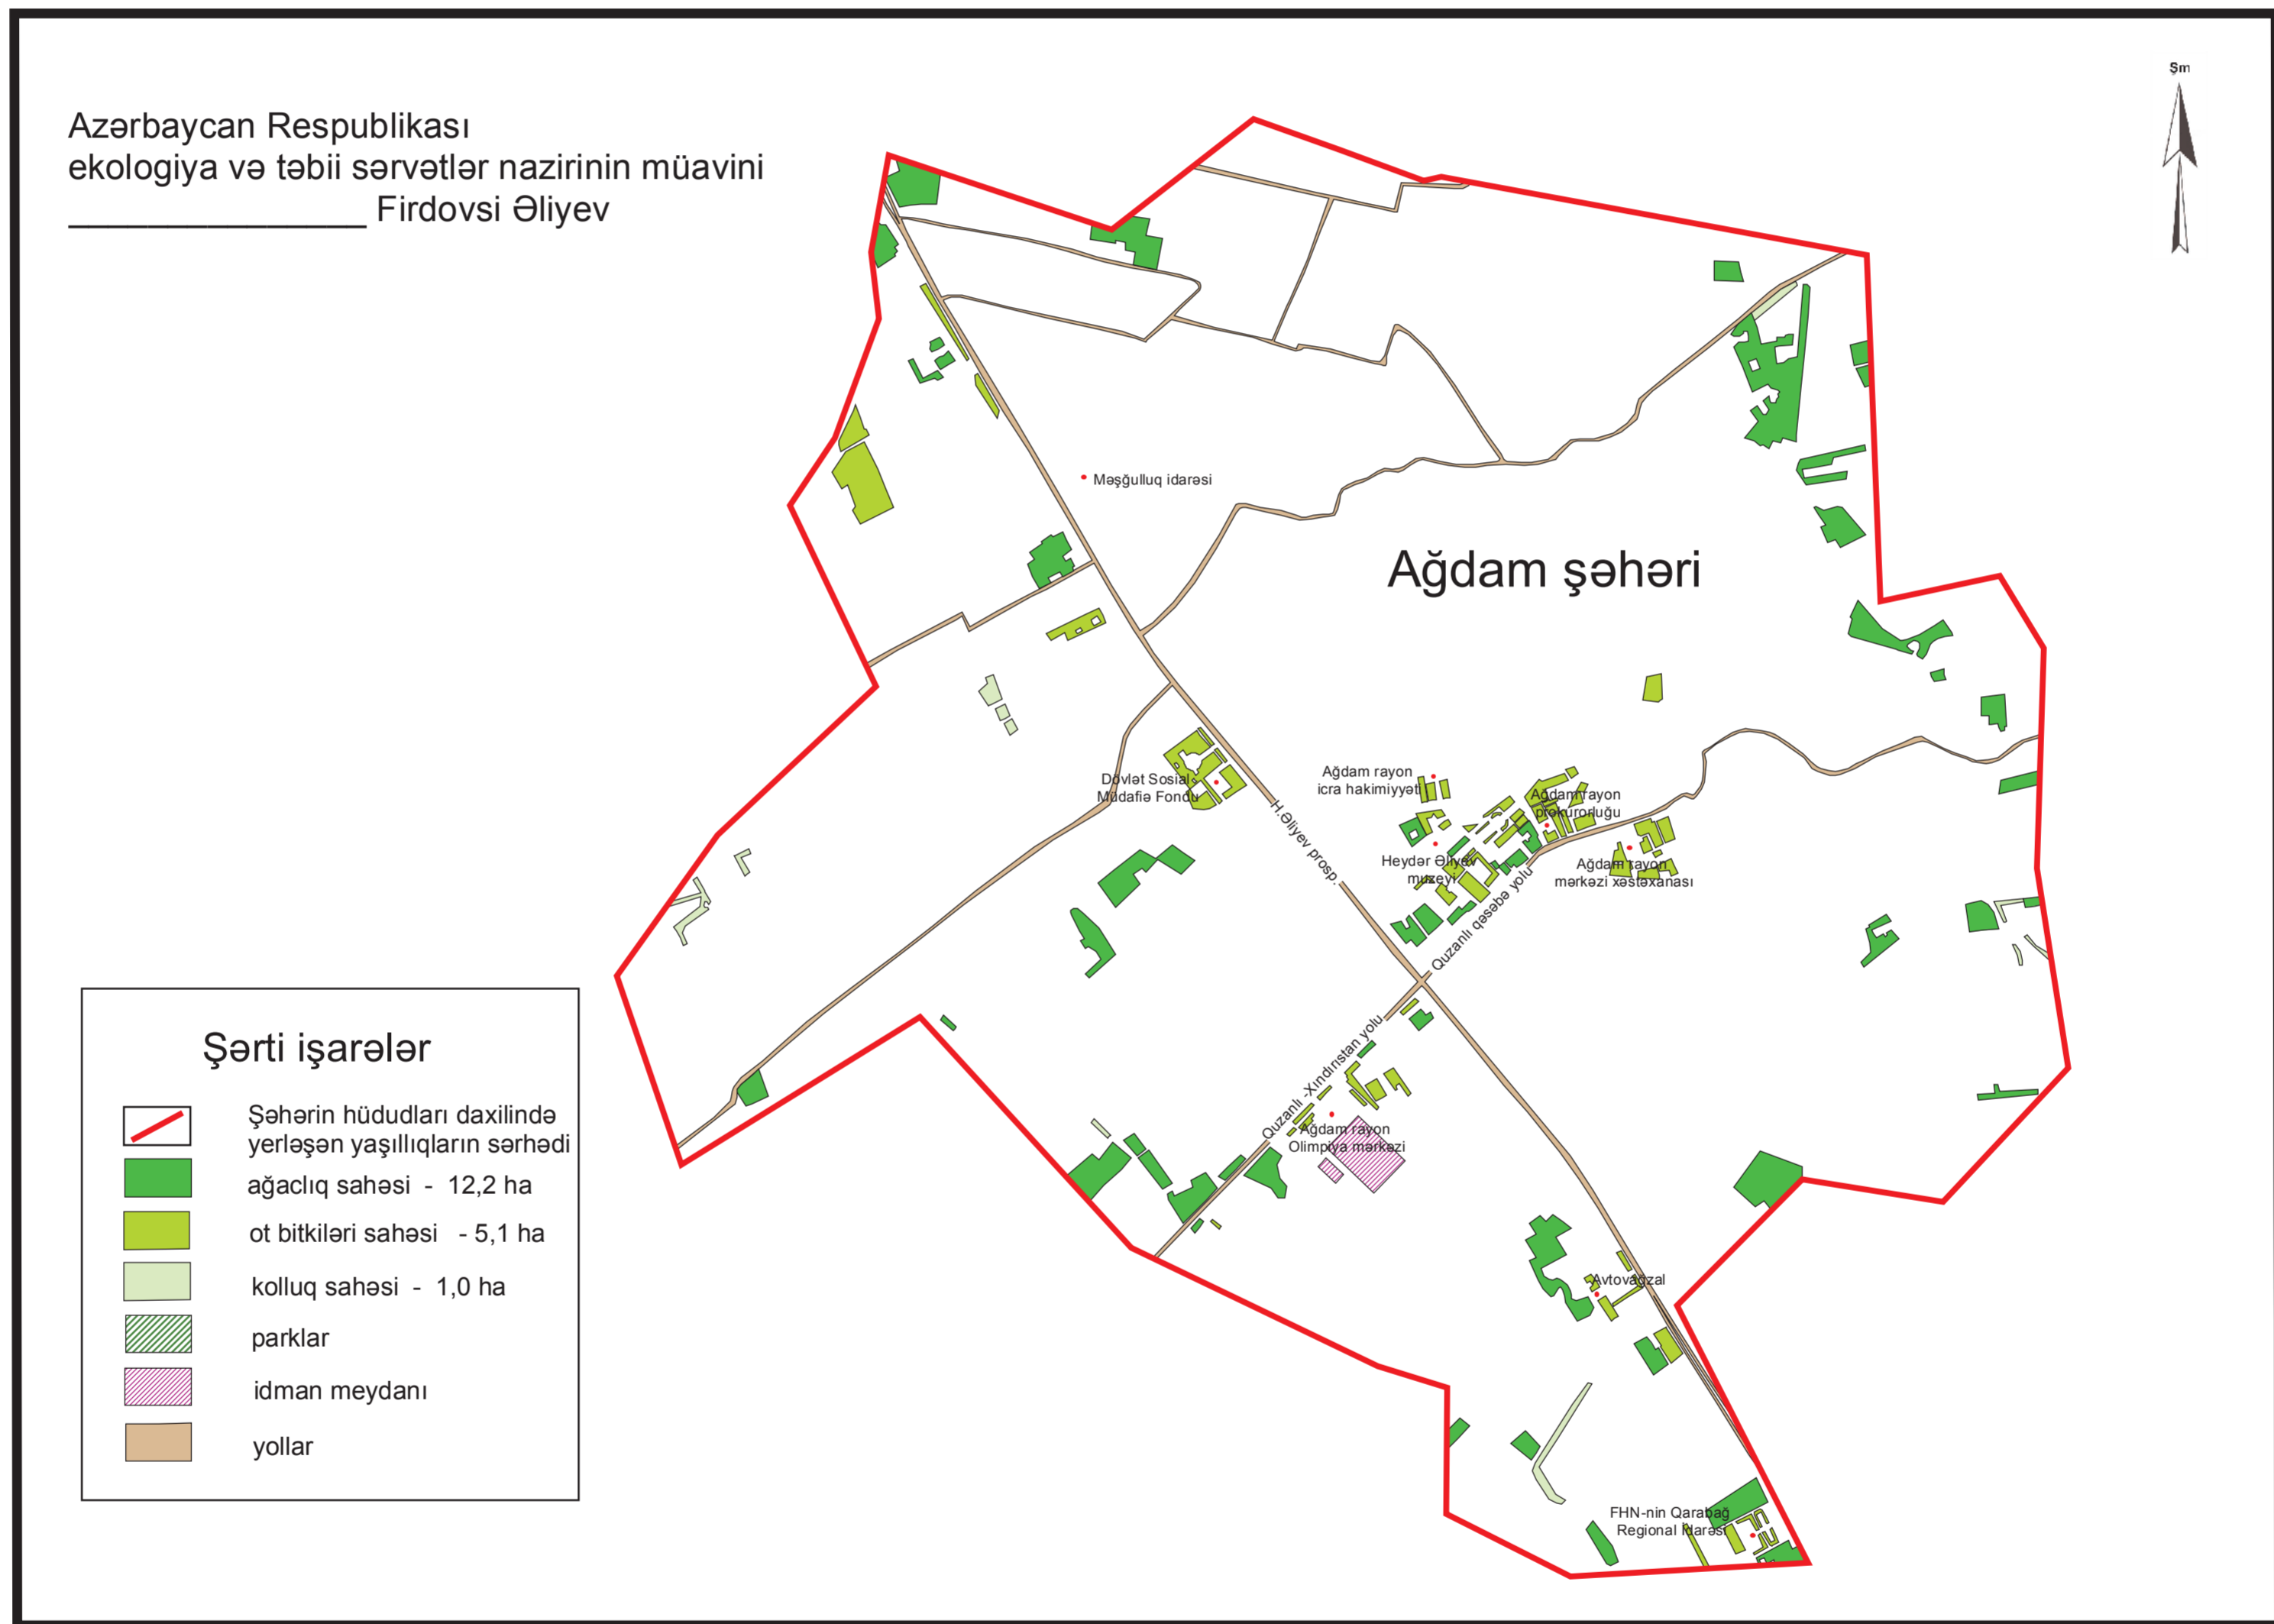 Azərbaycan Respublikası
ekologiya və təbii sərvətlər nazirinin müavini
_________________ Firdovsi Əliyev
Şm
Məşğulluq idarəsi
Ağdam şəhəri
Dövlət Sosial
Müdafiə Fondu
Ağdam rayon
icra hakimiyyəti
Ağdam rayon
prokurorluğu
H.Əliyev prosp.
Heydər Əliyev
muzeyi
Ağdam rayon
mərkəzi xəstəxanası
Quzanlı qəsəbə yolu
Quzanlı -Xındırıstan yolu
Ağdam rayon
Olimpiya mərkəzi
Avtovağzal
FHN-nin Qarabağ
Regional İdarəsi
Şərti işarələr
Şəhərin hüdudları daxilində
yerləşən yaşıllıqların sərhədi
ağaclıq sahəsi - 12,2 ha
ot bitkiləri sahəsi - 5,1 ha
kolluq sahəsi - 1,0 ha
parklar
idman meydanı
yollar